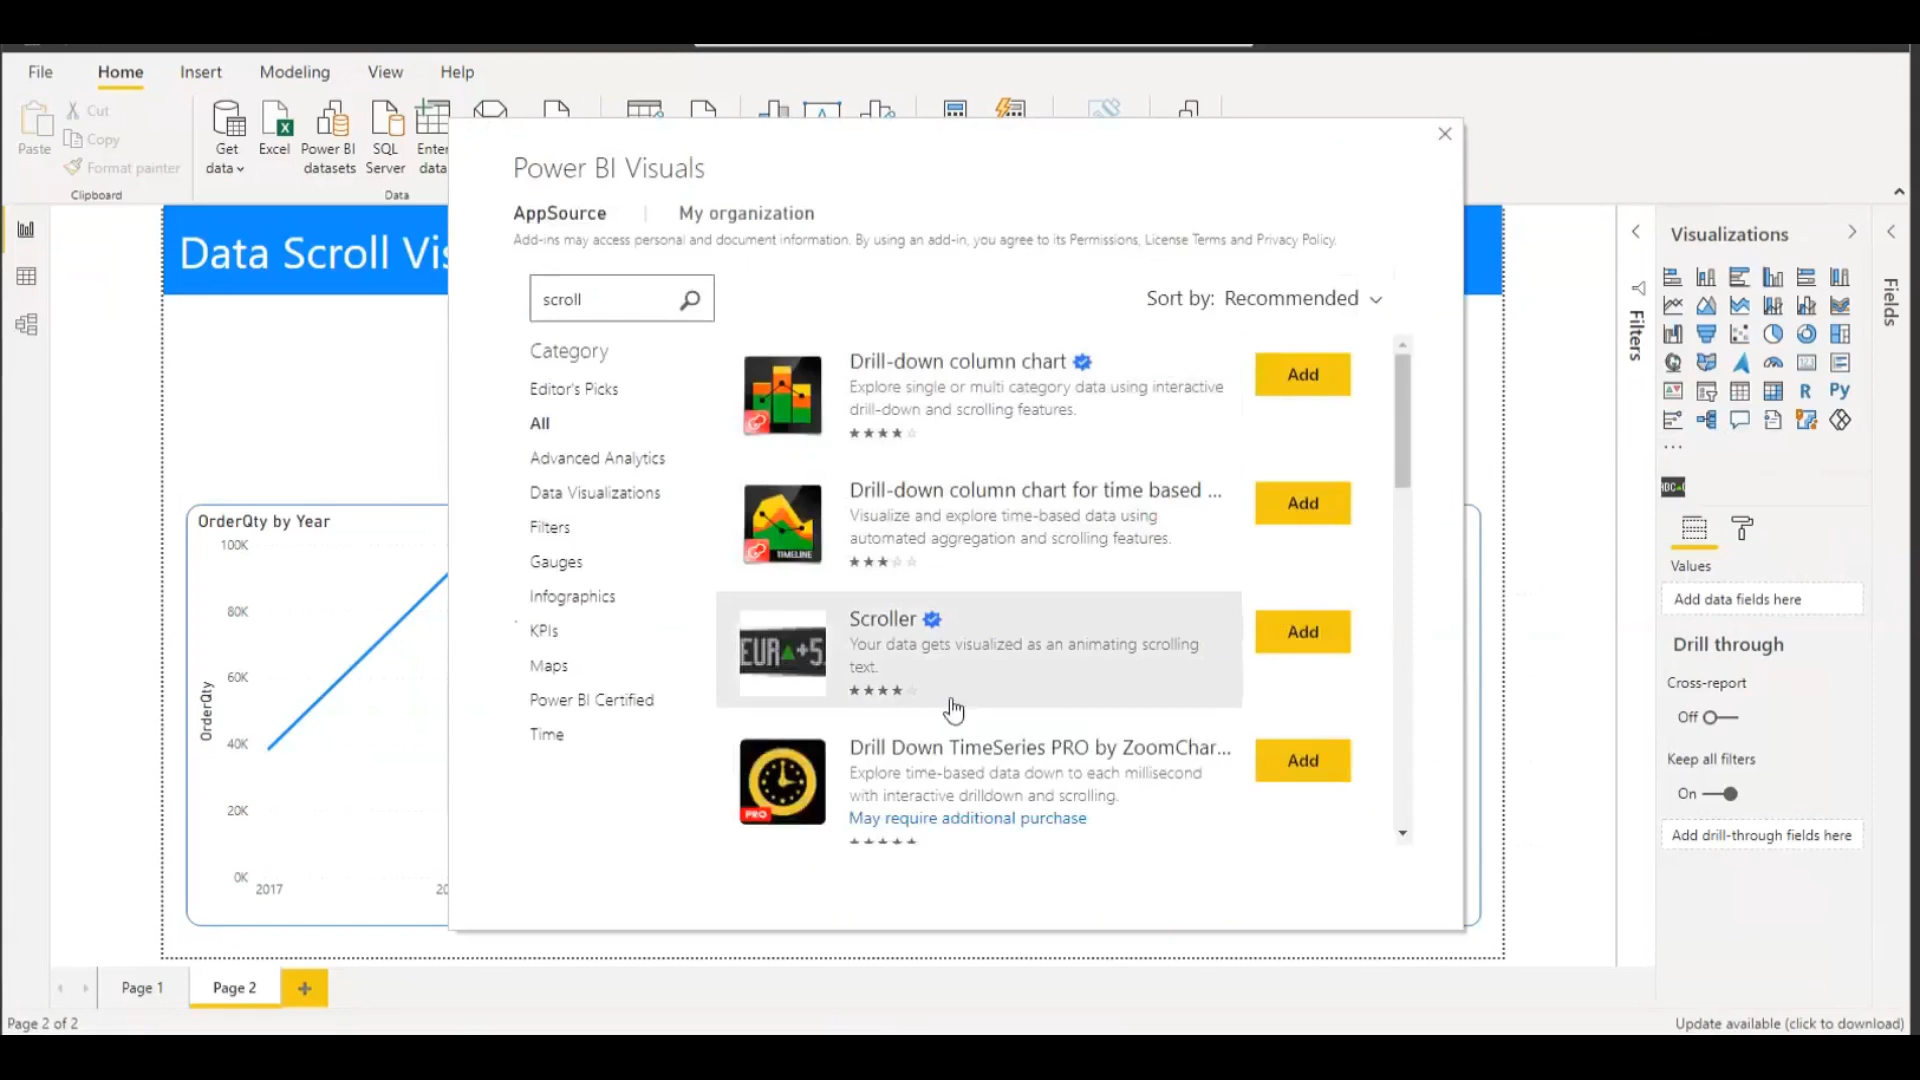 File Home Insert Modeling View Help
Paste
Cut
Copy
Format painter
Clipboard
Get data
Excel
Power BI datasets
SQL Server
Enter data
Data
Power BI Visuals
AppSource | My organization
Add-ins may access personal and document information. By using an add-in, you agree to its Permissions, License Terms and Privacy Policy.
scroll
Sort by: Recommended
Category
Editor's Picks
All
Advanced Analytics
Data Visualizations
Filters
Gauges
Infographics
KPIs
Maps
Power BI Certified
Time
Drill-down column chart
Explore single or multi category data using interactive
drill-down and scrolling features.
Add
Drill-down column chart for time based ...
Visualize and explore time-based data using
automated aggregation and scrolling features.
Add
TIMELINE
Scroller
Your data gets visualized as an animating scrolling
text.
Add
EUR +5
Drill Down TimeSeries PRO by ZoomChar...
Explore time-based data down to each millisecond
with interactive drilldown and scrolling.
May require additional purchase
Add
PRO
Data Scroll Vis
OrderQty by Year
100K
80K
60K
40K
20K
0K
OrderQty
2017
20
Filters
Visualizations
R Py
...
Values
Add data fields here
Drill through
Cross-report
Off
Keep all filters
On
Add drill-through fields here
Fields
Page 1
Page 2
+
Page 2 of 2
Update available (click to download)